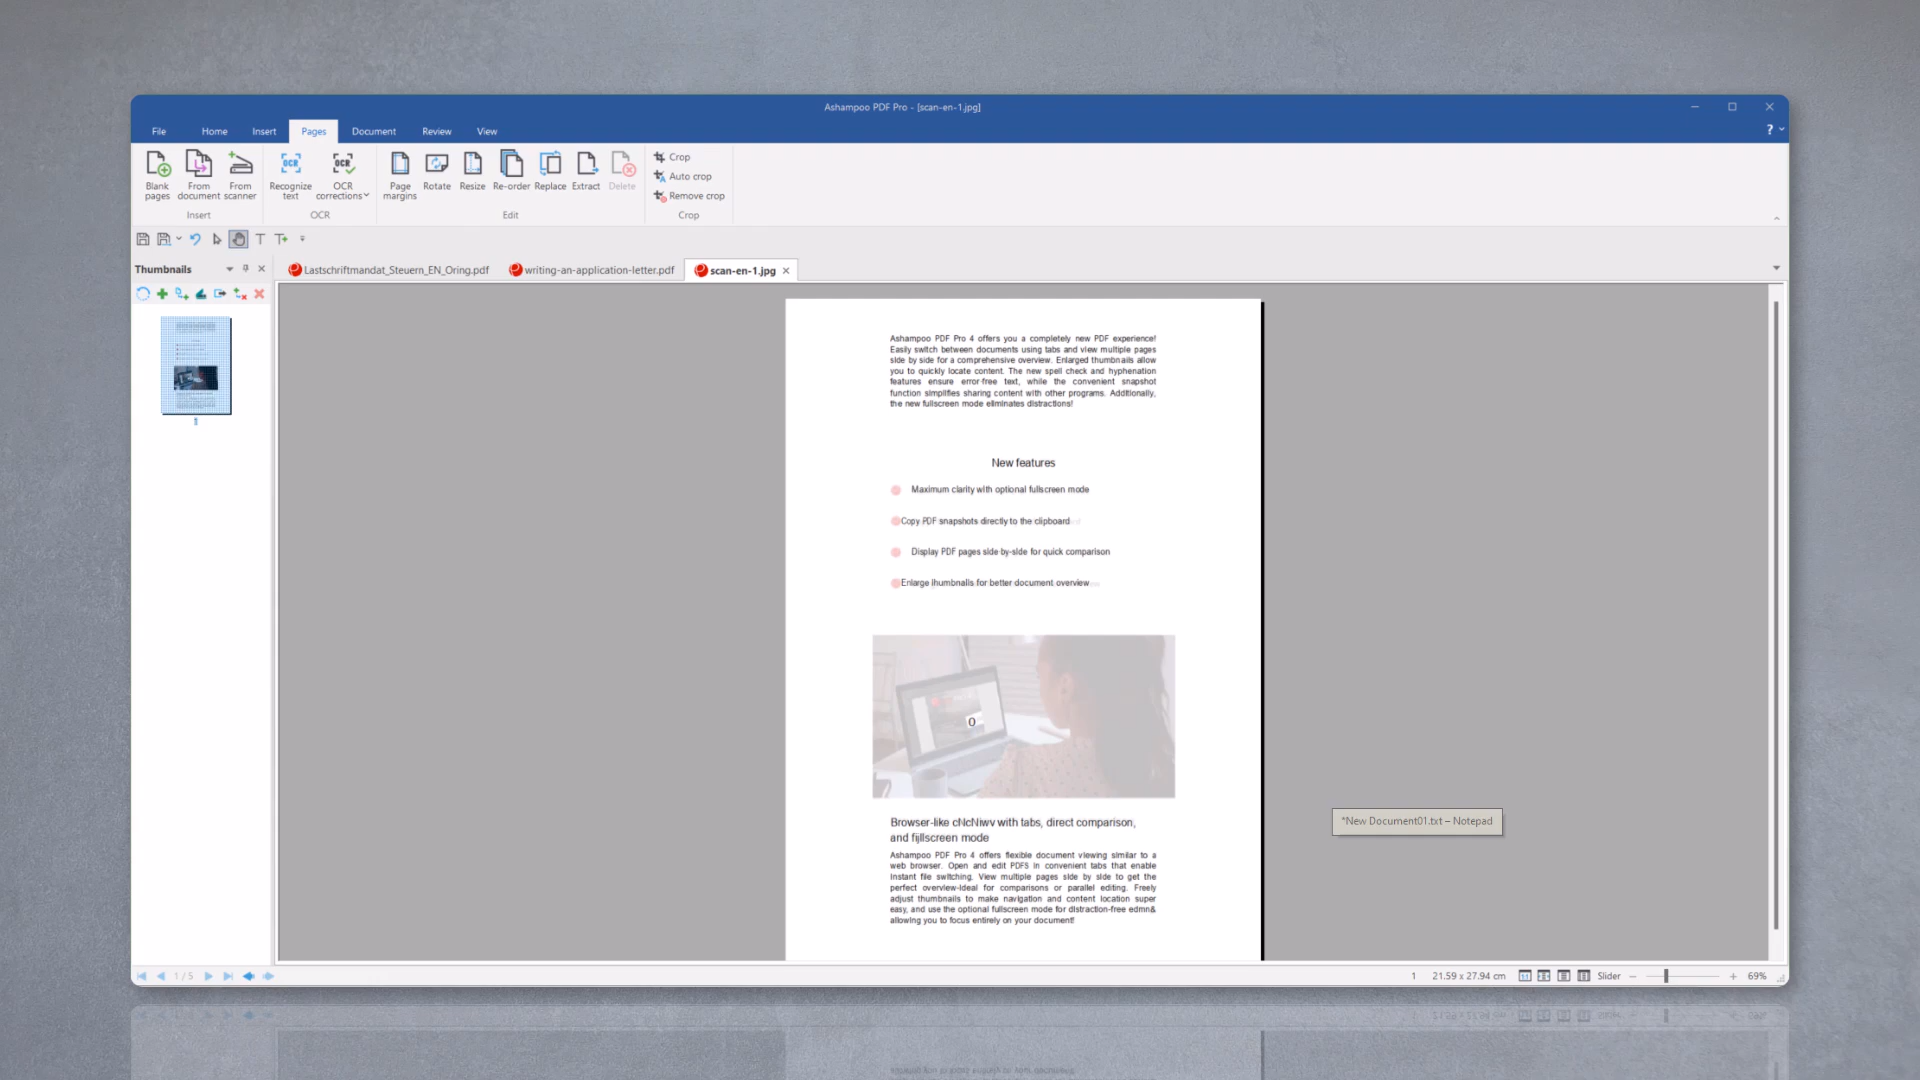 Ashampoo PDF Pro - [scan-en-1.jpg]
File Home Insert Pages Document Review View ?
Blank pages
From document
From scanner
Insert
Recognize text
OCR corrections
OCR
Page margins
Rotate
Resize
Re-order
Replace
Extract
Delete
Edit
Crop
Auto crop
Remove crop
Crop
Thumbnails
Lastschriftmandat_Steuern_EN_Oring.pdf
writing-an-application-letter.pdf
scan-en-1.jpg
1
Ashampoo PDF Pro 4 offers you a completely new PDF experience!
Easily switch between documents using tabs and view multiple pages
side by side for a comprehensive overview. Enlarged thumbnails allow
you to quickly locate content. The new spell check and hyphenation
features ensure error-free text, while the convenient snapshot
function simplifies sharing content with other programs. Additionally,
the new fullscreen mode eliminates distractions!
New features
Maximum clarity with optional fullscreen mode
Copy PDF snapshots directly to the clipboard
Display PDF pages side by-side for quick comparison
Enlarge lhumbnails for better document overview
0
Browser-like cNcNiwv with tabs, direct comparison,
and fijllscreen mode
Ashampoo PDF Pro 4 offers flexible document viewing similar to a
web browser. Open and edit PDFS in convenient tabs that enable
instant file switching. View multiple pages side by side to get the
perfect overview-ideal for comparisons or parallel editing. Freely
adjust thumbnails to make navigation and content location super
easy, and use the optional fullscreen mode for distraction-free edmn&
allowing you to focus entirely on your document!
*New Document01.txt – Notepad
1 / 5
1 21.59 x 27.94 cm Slider 69%